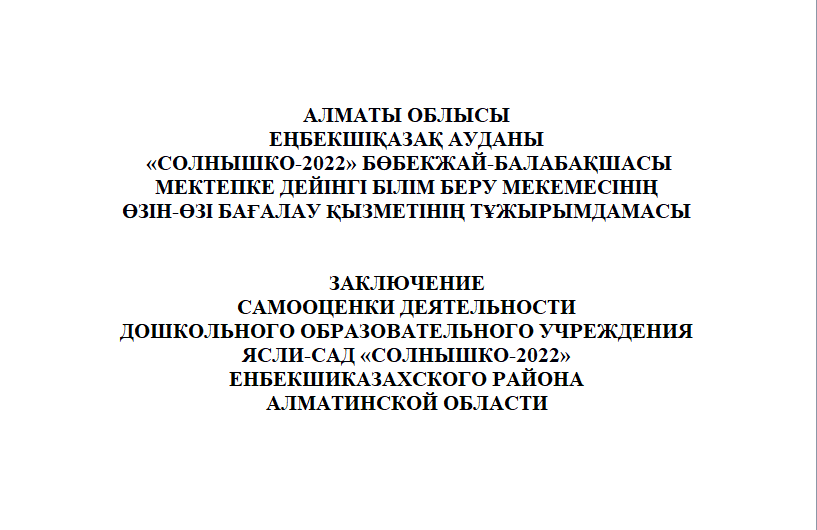 АЛМАТЫ ОБЛЫСЫ
ЕҢБЕКШІҚАЗАҚ АУДАНЫ
«СОЛНЫШКО-2022» БӨБЕКЖАЙ-БАЛАБАҚШАСЫ
МЕКТЕПКЕ ДЕЙІНГІ БІЛІМ БЕРУ МЕКЕМЕСІНІҢ
ӨЗІН-ӨЗІ БАҒАЛАУ ҚЫЗМЕТІНІҢ ТҰЖЫРЫМДАМАСЫ
ЗАКЛЮЧЕНИЕ
САМООЦЕНКИ ДЕЯТЕЛЬНОСТИ
ДОШКОЛЬНОГО ОБРАЗОВАТЕЛЬНОГО УЧРЕЖДЕНИЯ
ЯСЛИ-САД «СОЛНЫШКО-2022»
ЕНБЕКШИКАЗАХСКОГО РАЙОНА
АЛМАТИНСКОЙ ОБЛАСТИ